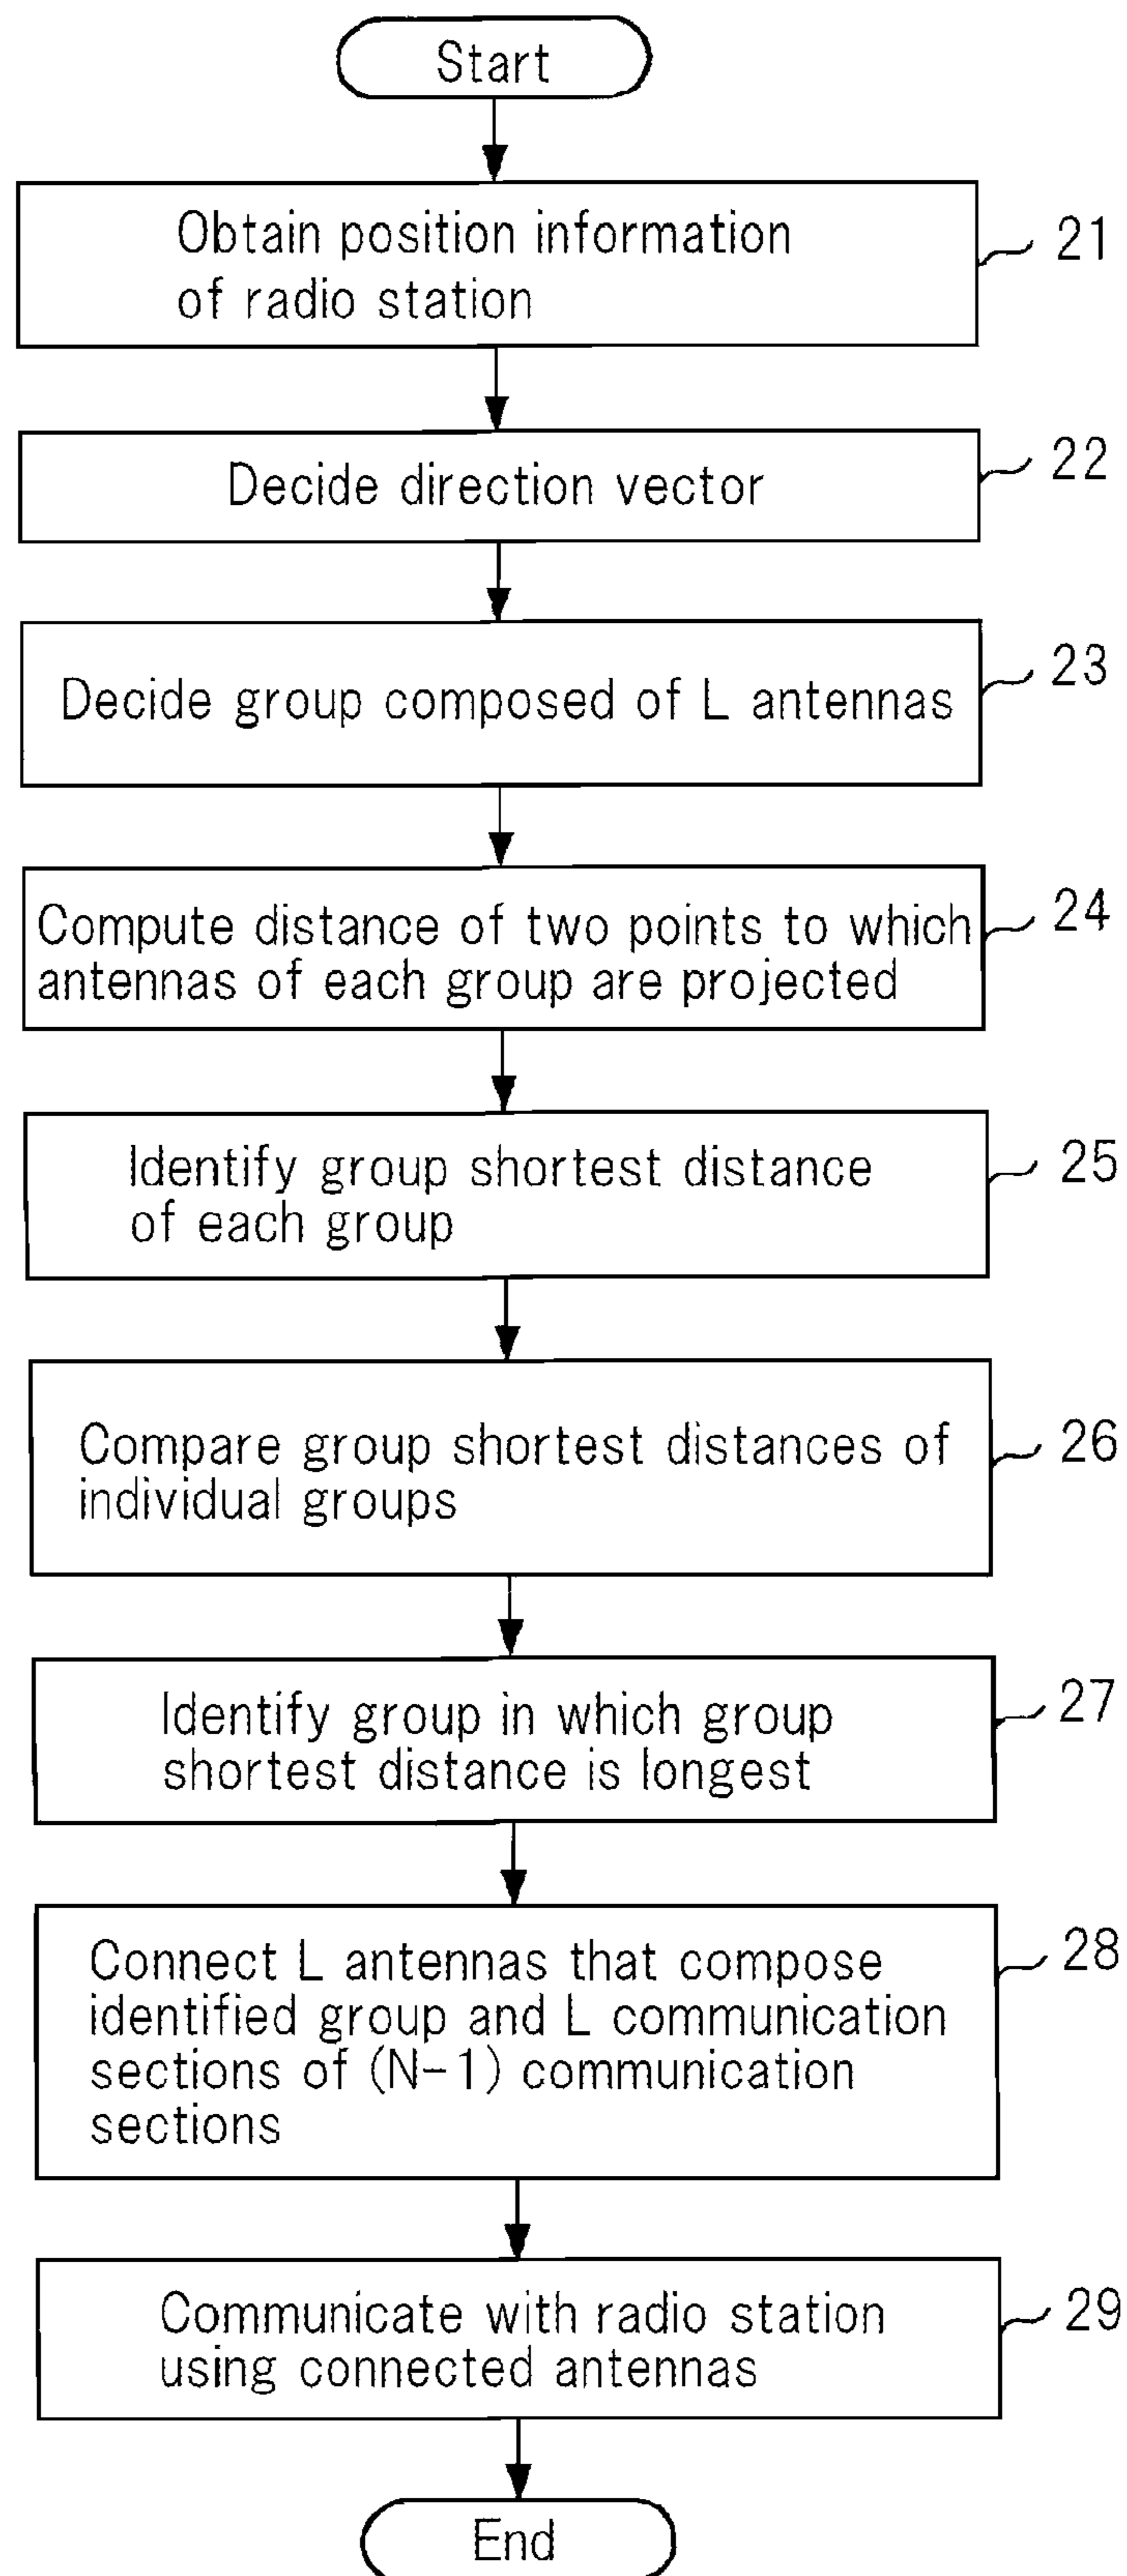 Start
Obtain position information
of radio station
21
Decide direction vector
22
Decide group composed of L antennas
23
Compute distance of two points to which
antennas of each group are projected
24
Identify group shortest distance
of each group
25
Compare group shortest distances of
individual groups
26
Identify group in which group
shortest distance is longest
27
Connect L antennas that compose
identified group and L communication
sections of (N-1) communication
sections
28
Communicate with radio station
using connected antennas
29
End